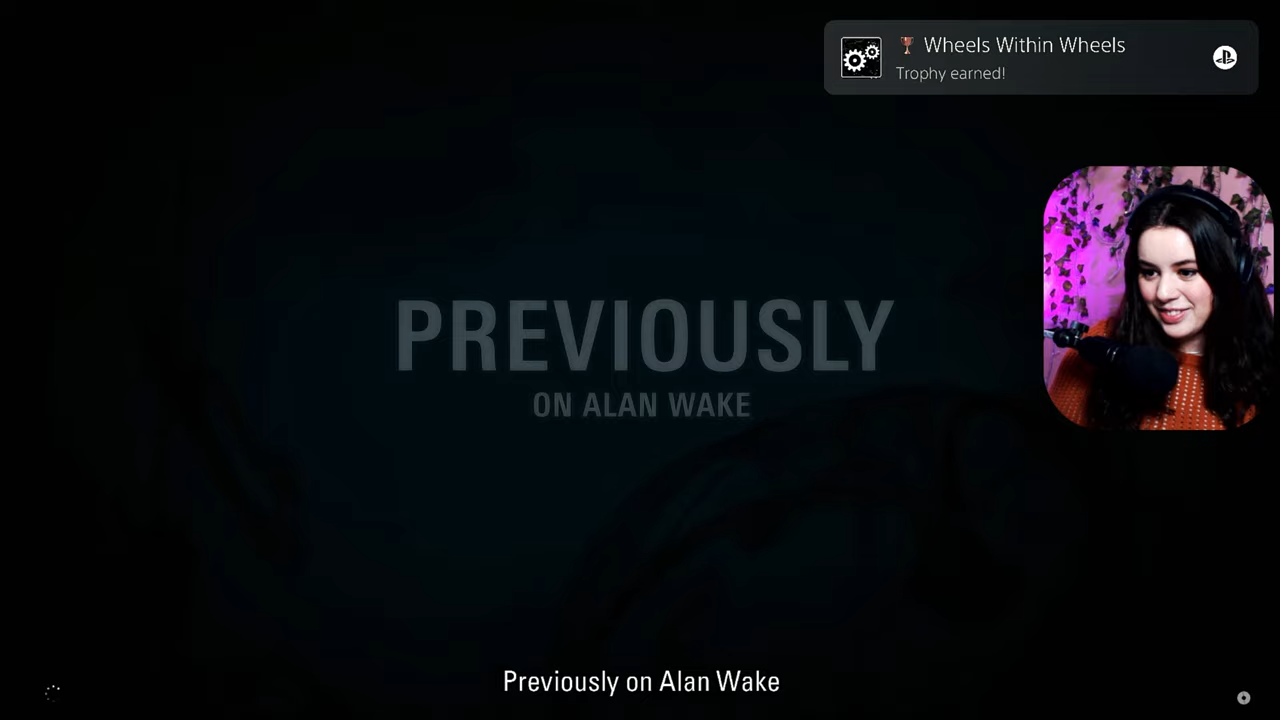 Wheels Within Wheels
Trophy earned!
PREVIOUSLY
ON ALAN WAKE
Previously on Alan Wake